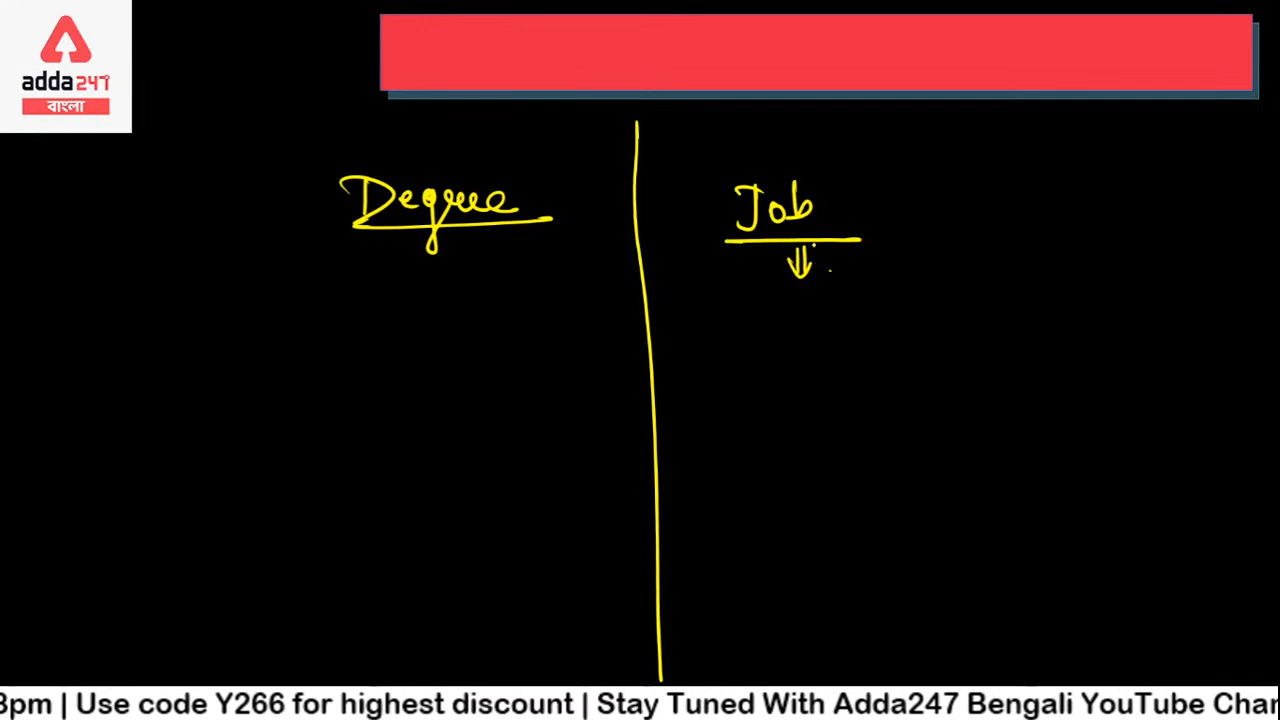 adda247
বাংলা
Degree
Job
3pm | Use code Y266 for highest discount | Stay Tuned With Adda247 Bengali YouTube Chan